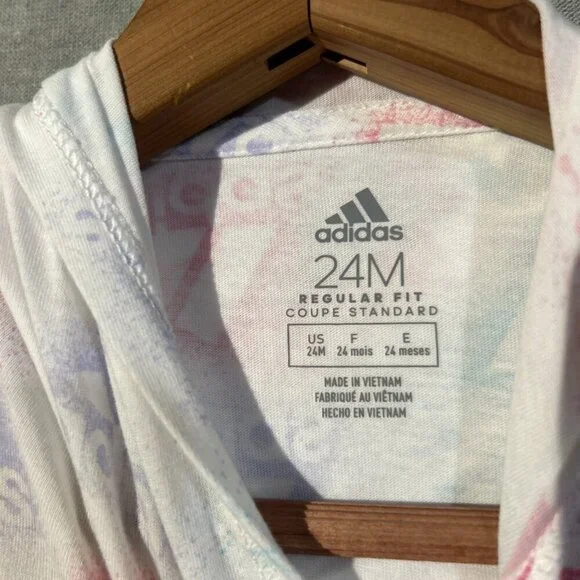 adidas
24M
REGULAR FIT
COUPE STANDARD
US F E
24M 24 mois 24 meses
MADE IN VIETNAM
FABRIQUÉ AU VIÊTNAM
HECHO EN VIETNAM